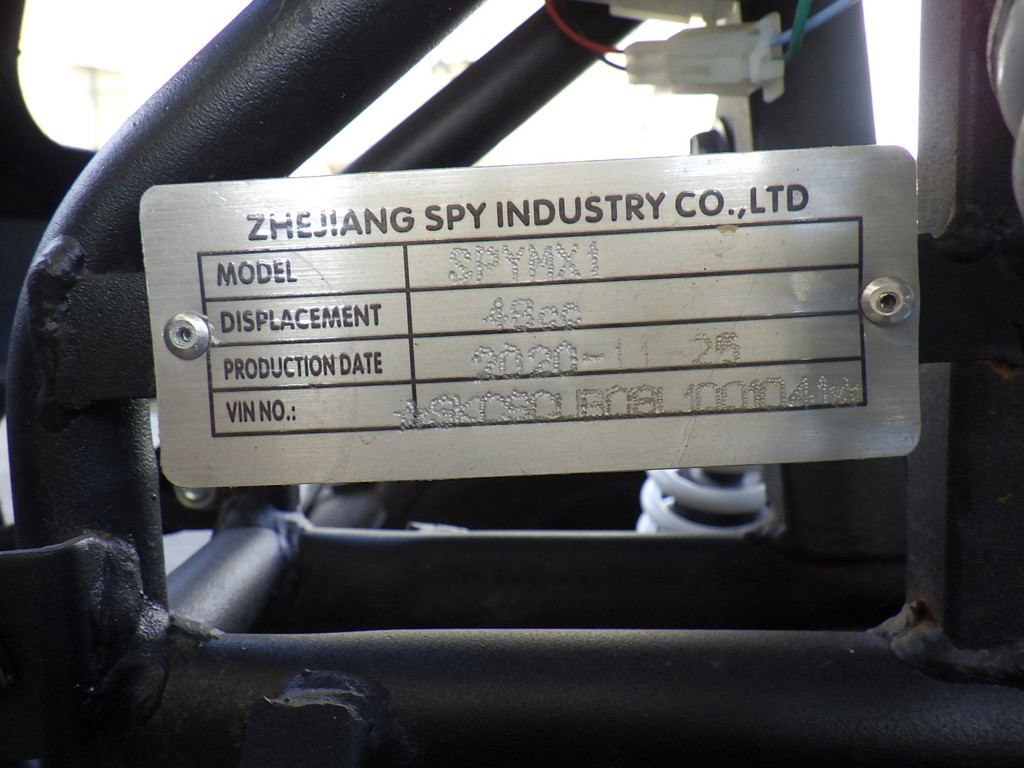 ZHEJIANG SPY INDUSTRY CO.,LTD
MODEL SPYMX1
DISPLACEMENT 48cc
PRODUCTION DATE 2020-11 25
VIN NO.: